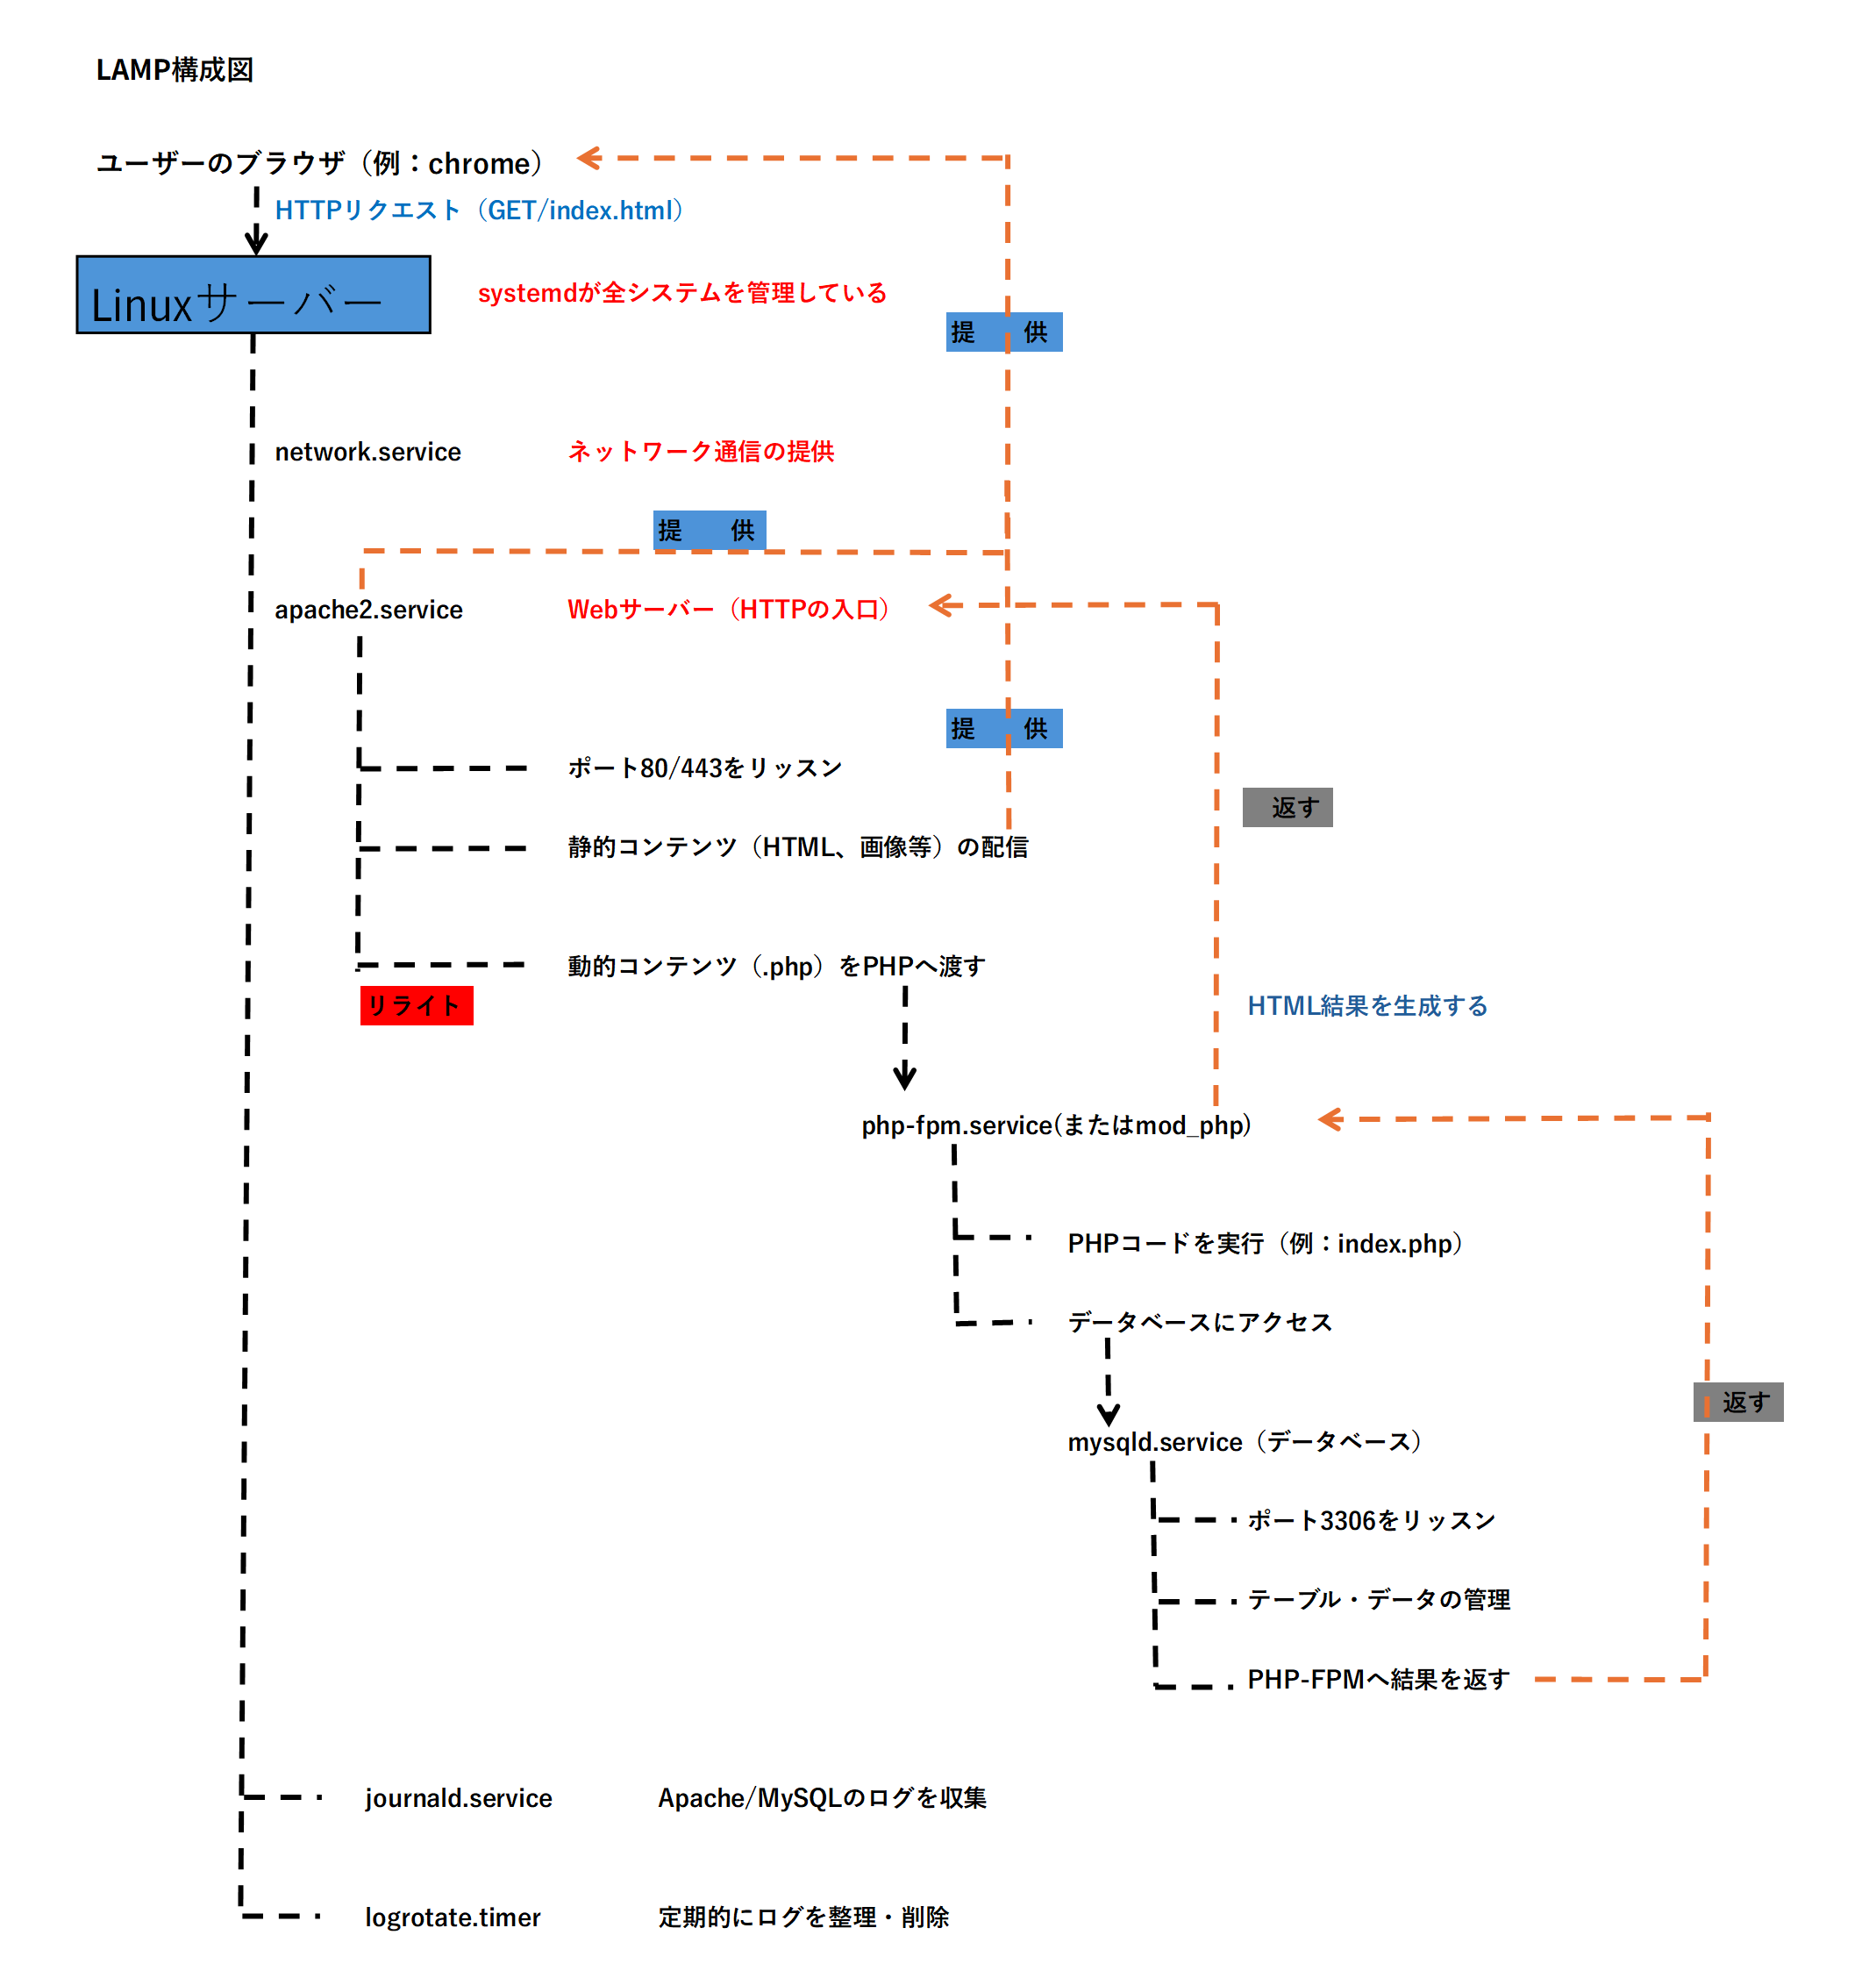 LAMP構成図
ユーザーのブラウザ（例：chrome）
HTTPリクエスト（GET/index.html）
Linuxサーバー
systemdが全システムを管理している
提　　供
network.service
ネットワーク通信の提供
提　　供
apache2.service
Webサーバー（HTTPの入口）
提　　供
ポート80/443をリッスン
返す
静的コンテンツ（HTML、画像等）の配信
動的コンテンツ（.php）をPHPへ渡す
リライト
HTML結果を生成する
php-fpm.service(またはmod_php)
PHPコードを実行（例：index.php）
データベースにアクセス
返す
mysqld.service（データベース）
ポート3306をリッスン
テーブル・データの管理
PHP-FPMへ結果を返す
journald.service
Apache/MySQLのログを収集
logrotate.timer
定期的にログを整理・削除